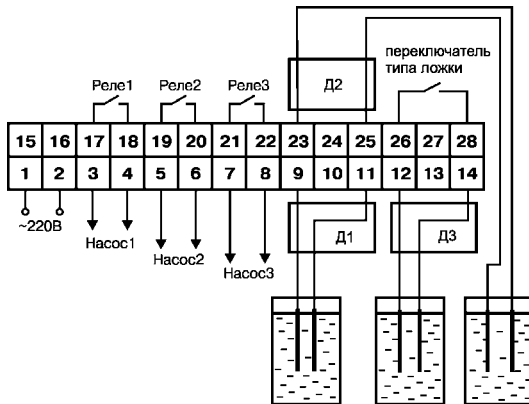 переключатель
типа ложки
Д2
Реле1 Реле2 Реле3
15 16 17 18 19 20 21 22 23 24 25 26 27 28
1 2 3 4 5 6 7 8 9 10 11 12 13 14
~220В
Насос1
Насос2
Насос3
Д1
Д3